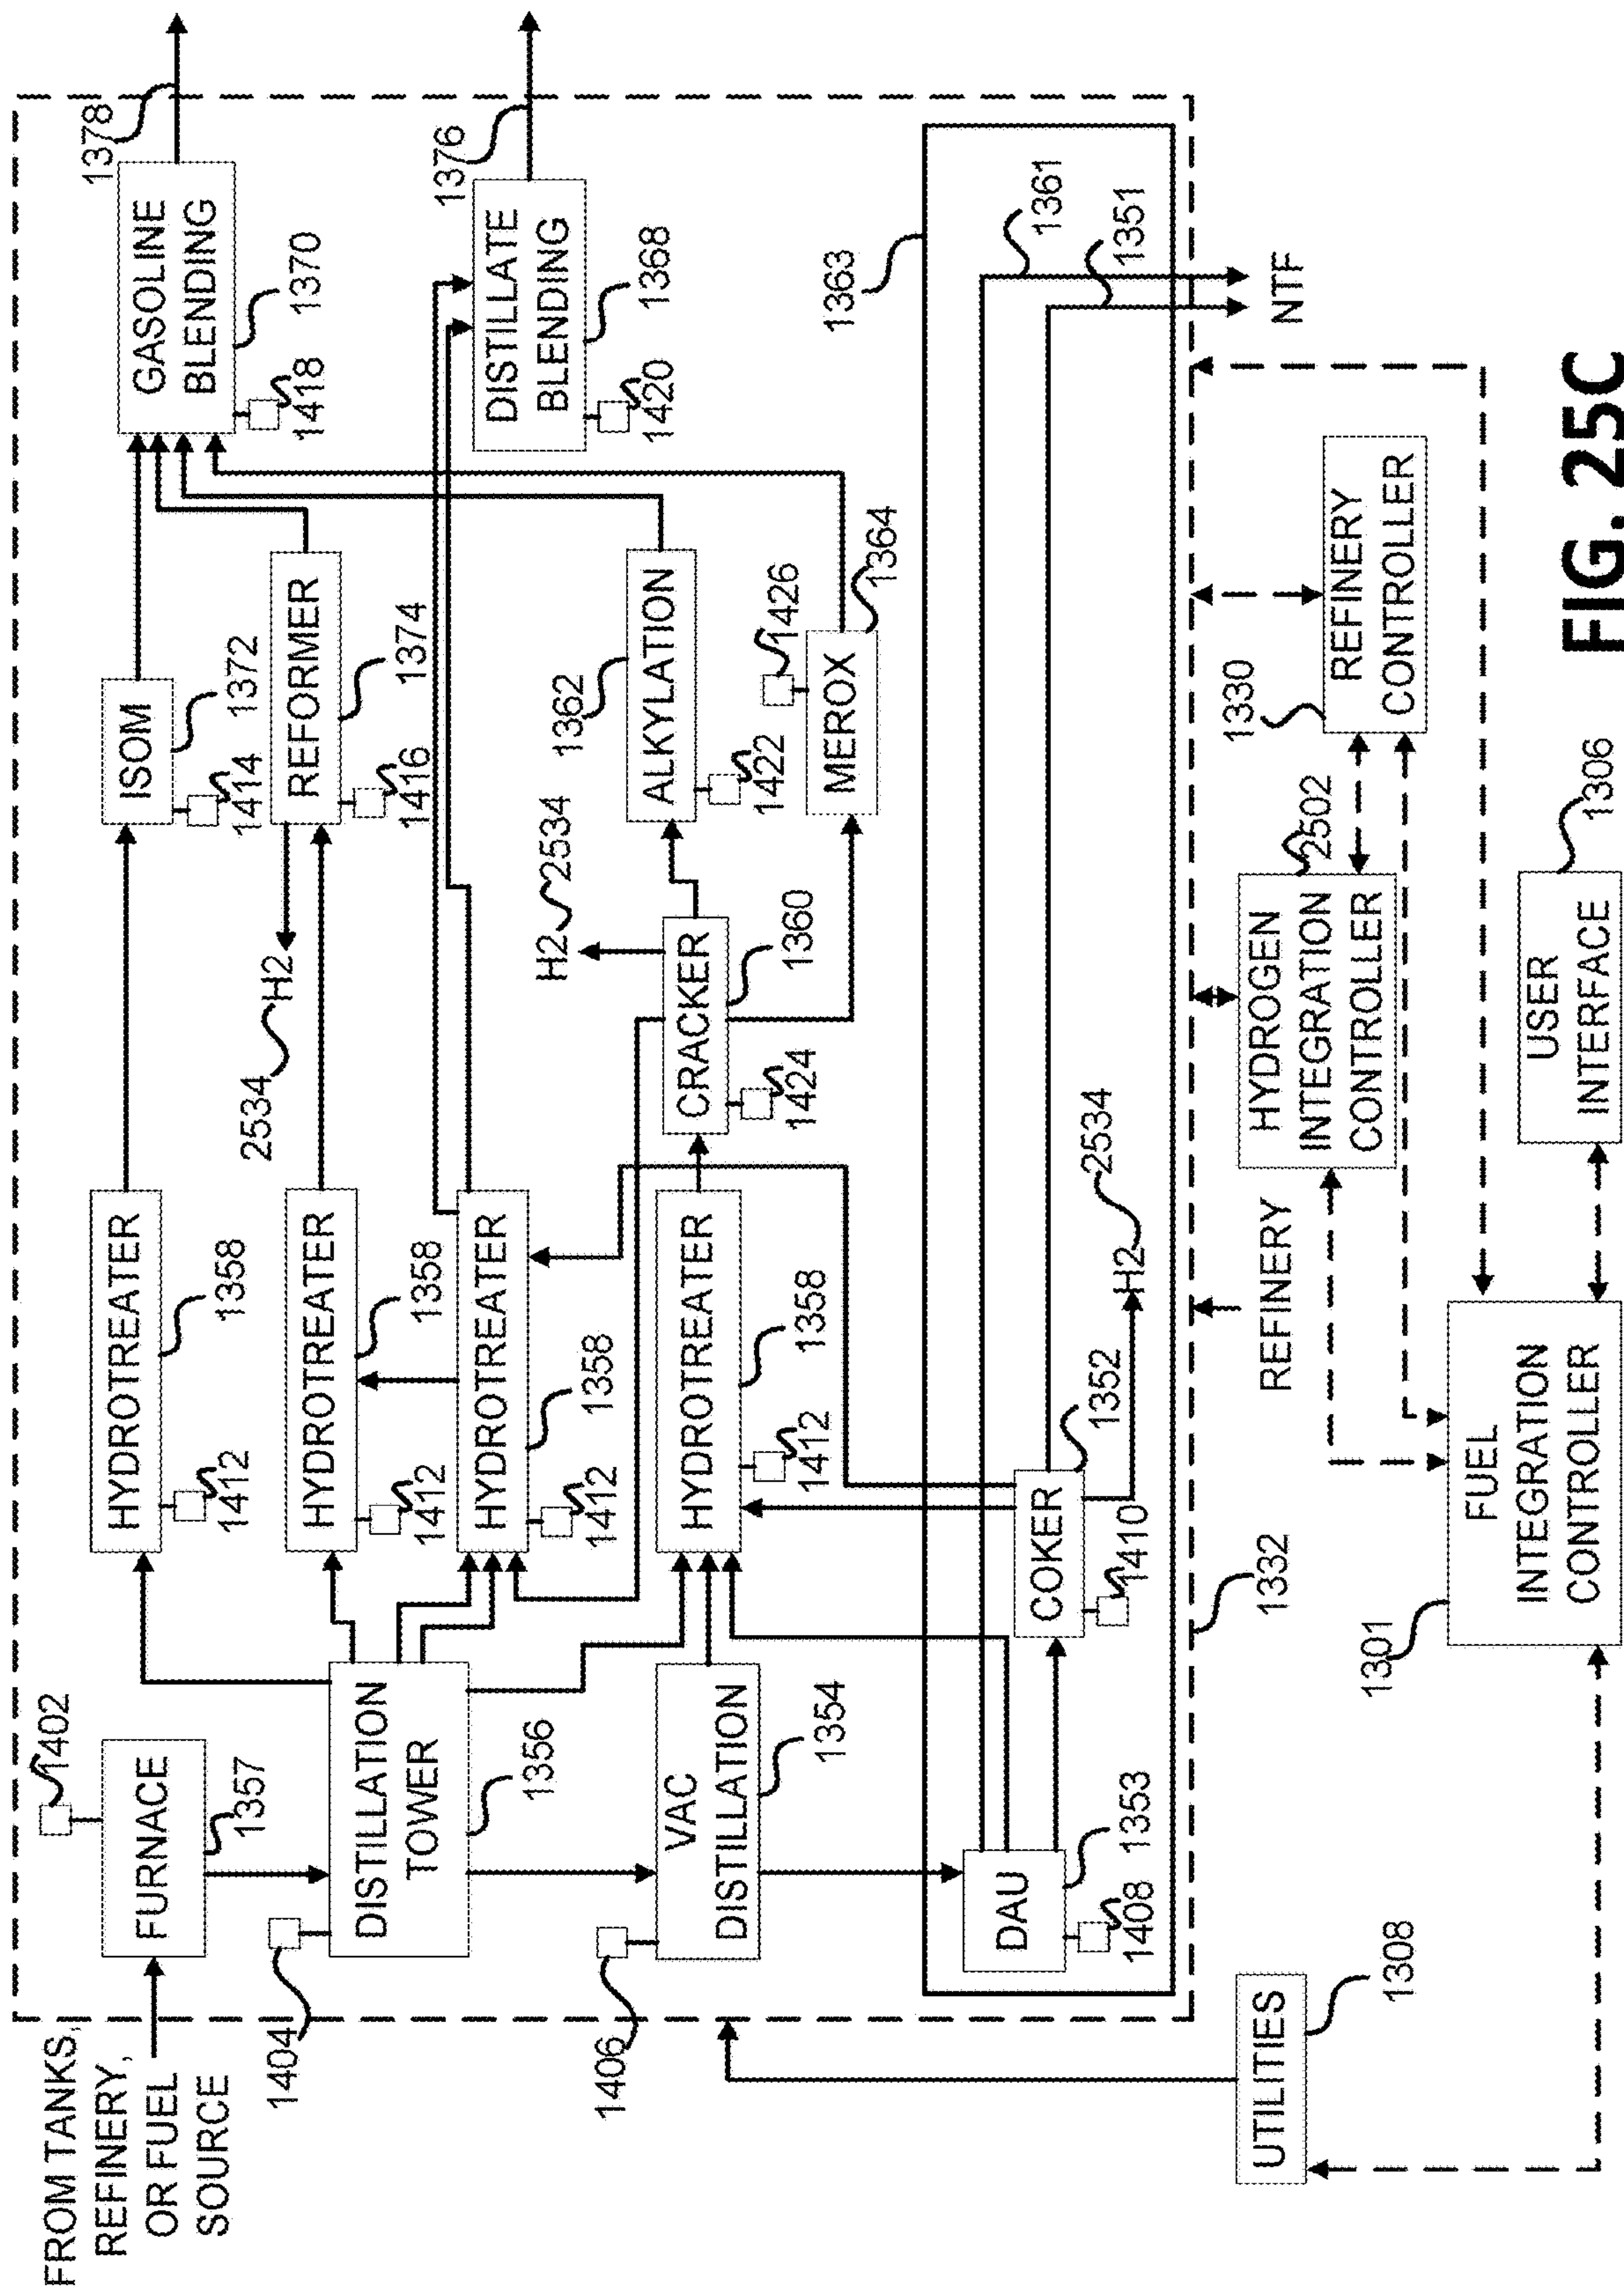 FROM TANKS,
REFINERY,
OR FUEL
SOURCE
1402
FURNACE
1357
1404
DISTILLATION
TOWER
1356
1406
VAC
DISTILLATION
1354
DAU
1353
1408
HYDROTREATER
1358
1412
HYDROTREATER
1358
1412
HYDROTREATER
1358
1412
HYDROTREATER
1358
1412
COKER
1352
1410
H2
2534
ISOM
1372
1414
2534
H2
REFORMER
1374
1416
H2
2534
CRACKER
1360
1424
1362
ALKYLATION
1422
1426
MEROX
1364
1378
GASOLINE
BLENDING
1370
1418
1376
DISTILLATE
BLENDING
1368
1420
1363
1361
1351
NTF
1332
REFINERY
UTILITIES
1308
1301
FUEL
INTEGRATION
CONTROLLER
HYDROGEN
INTEGRATION
CONTROLLER
2502
1330
REFINERY
CONTROLLER
USER
INTERFACE
1306
FIG. 25C